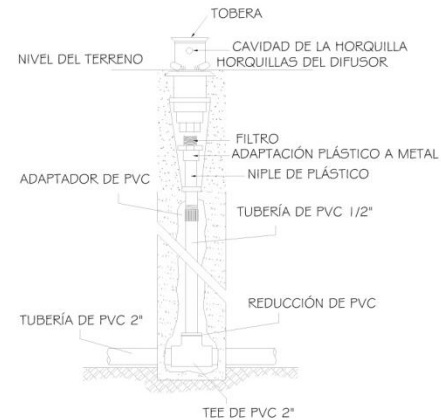 TOBERA
CAVIDAD DE LA HORQUILLA
NIVEL DEL TERRENO
HORQUILLAS DEL DIFUSOR
FILTRO
ADAPTACIÓN PLÁSTICO A METAL
ADAPTADOR DE PVC
NIPLE DE PLÁSTICO
TUBERÍA DE PVC 1/2"
REDUCCIÓN DE PVC
TUBERÍA DE PVC 2"
TEE DE PVC 2"